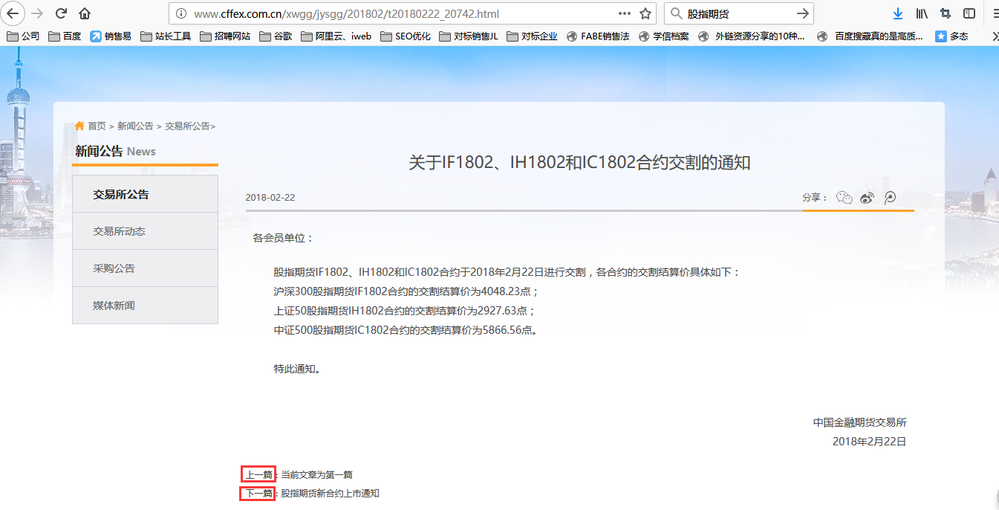 www.cffex.com.cn/xwgg/jysgg/201802/t20180222_20742.html
股指期货
公司 百度 销售易 站长工具 招聘网站 谷歌 阿里云、iweb SEO优化 对标销售JL 对标企业 FABE销售法 学信档案 外链资源分享的10种... 百度搜藏真的是高质... 多态
首页 > 新闻公告 > 交易所公告>
新闻公告 News
交易所公告
交易所动态
采购公告
媒体新闻
关于IF1802、IH1802和IC1802合约交割的通知
2018-02-22 分享：
各会员单位：
股指期货IF1802、IH1802和IC1802合约于2018年2月22日进行交割，各合约的交割结算价具体如下：
沪深300股指期货IF1802合约的交割结算价为4048.23点；
上证50股指期货IH1802合约的交割结算价为2927.63点；
中证500股指期货IC1802合约的交割结算价为5866.56点。
特此通知。
中国金融期货交易所
2018年2月22日
上一篇：当前文章为第一篇
下一篇：股指期货新合约上市通知